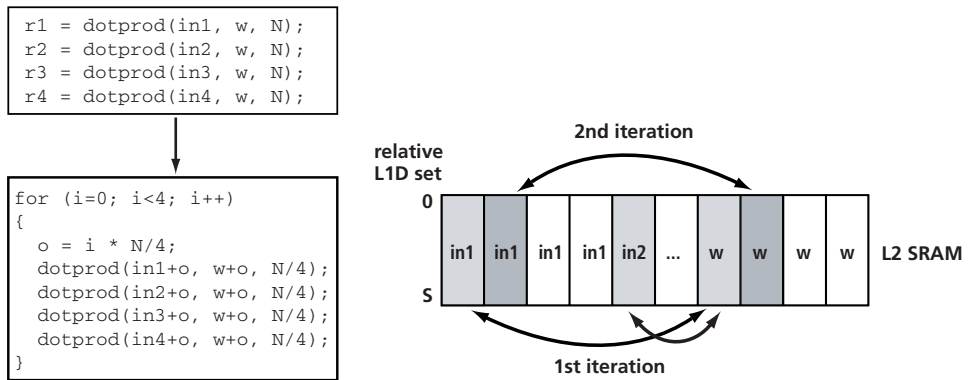 r1 = dotprod(in1, w, N);
r2 = dotprod(in2, w, N);
r3 = dotprod(in3, w, N);
r4 = dotprod(in4, w, N);
for (i=0; i<4; i++)
{
o = i * N/4;
dotprod(in1+o, w+o, N/4);
dotprod(in2+o, w+o, N/4);
dotprod(in3+o, w+o, N/4);
dotprod(in4+o, w+o, N/4);
}
2nd iteration
relative
L1D set
0
in1 in1 in1 in1 in2 ... w w w w L2 SRAM
S
1st iteration